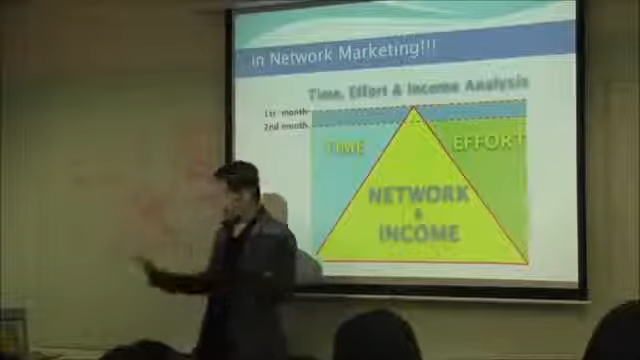 in Network Marketing!!!
Time, Effort & Income Analysis
1st month
2nd month
TIME
EFFORT
NETWORK
&
INCOME